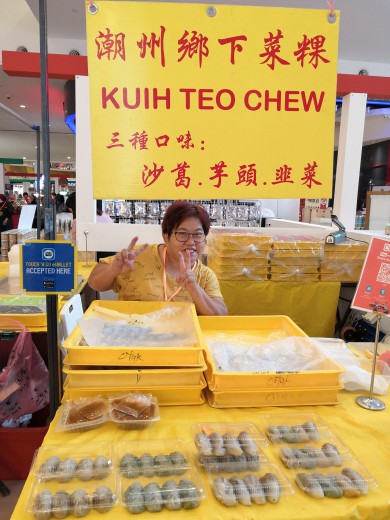 潮州鄉下菜粿
KUIH TEO CHEW
三種口味：
沙葛.芋頭.韭菜
TOUCH 'N GO eWALLET
ACCEPTED HERE